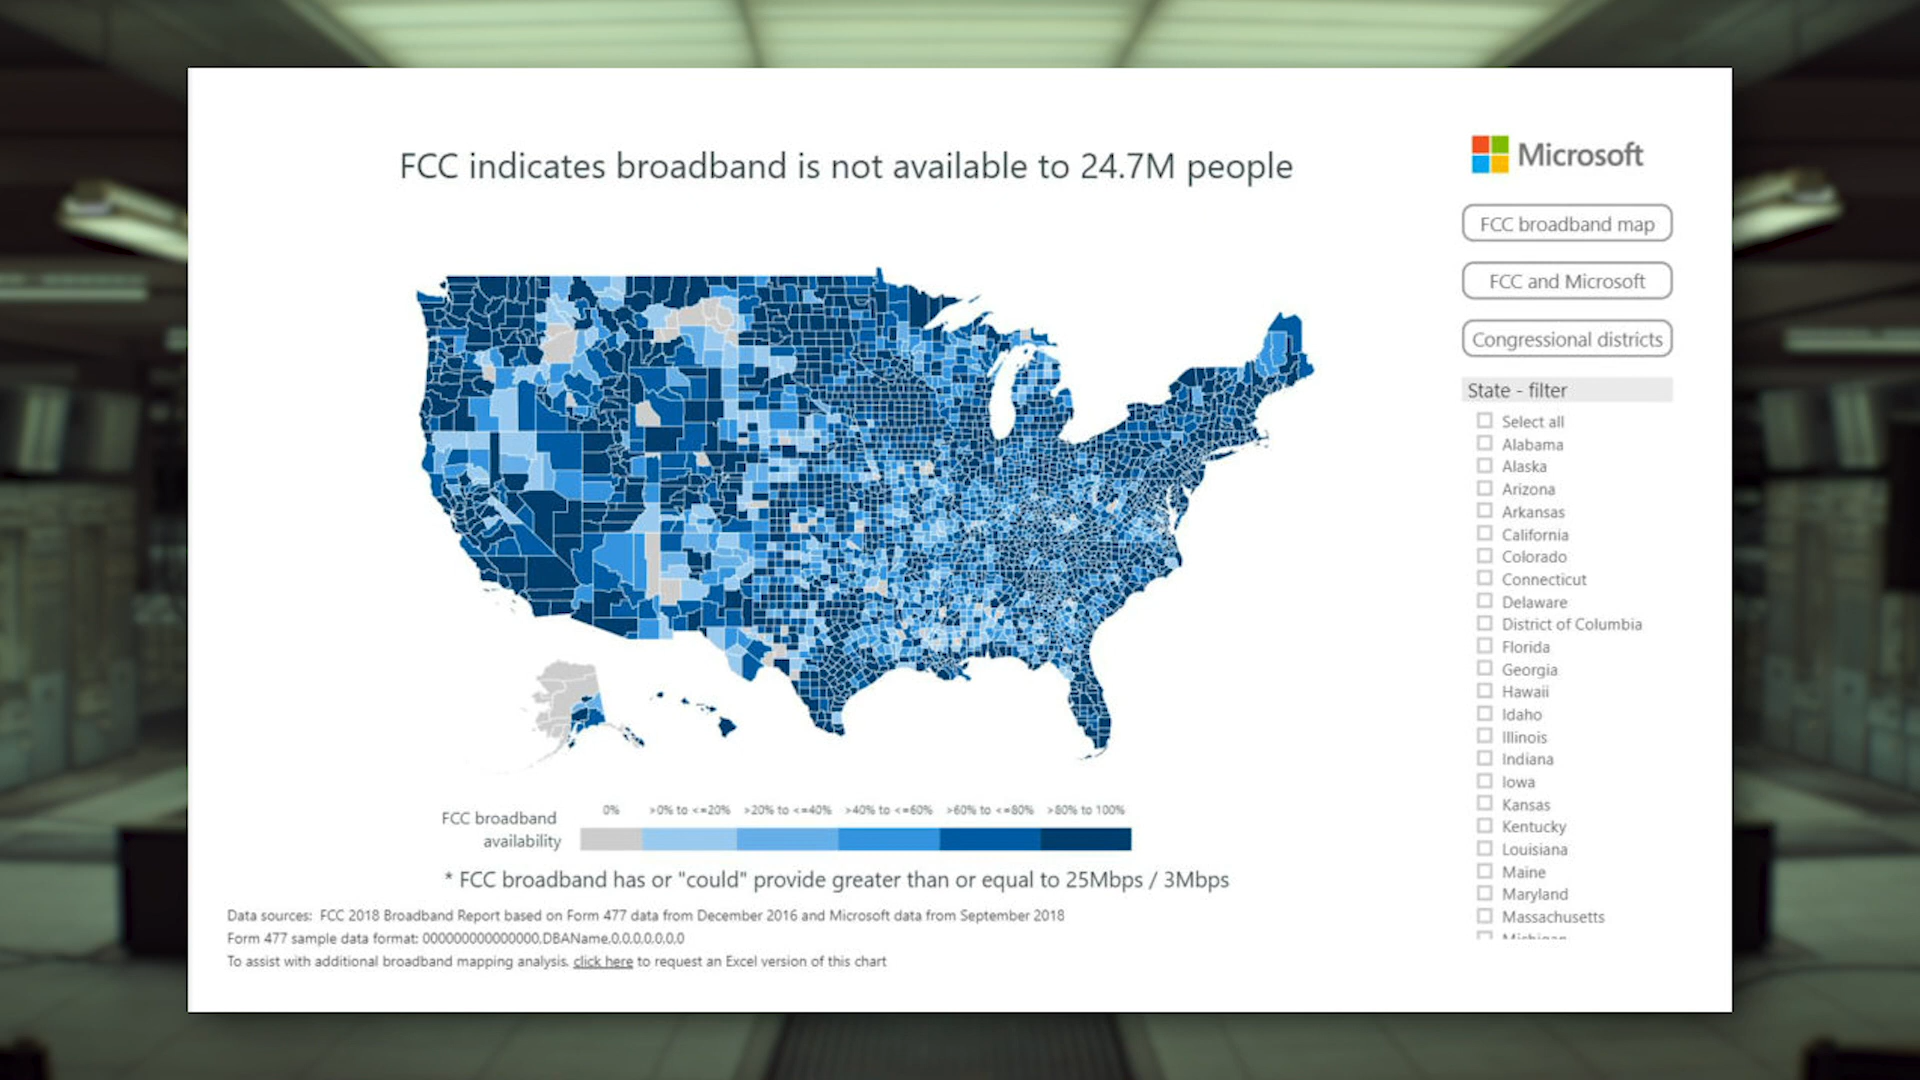 FCC indicates broadband is not available to 24.7M people
Microsoft
FCC broadband map
FCC and Microsoft
Congressional districts
State - filter
Select all
Alabama
Alaska
Arizona
Arkansas
California
Colorado
Connecticut
Delaware
District of Columbia
Florida
Georgia
Hawaii
Idaho
Illinois
Indiana
Iowa
Kansas
Kentucky
Louisiana
Maine
Maryland
Massachusetts
Michigan
FCC broadband availability
0% >0% to <=20% >20% to <=40% >40% to <=60% >60% to <=80% >80% to 100%
* FCC broadband has or "could" provide greater than or equal to 25Mbps / 3Mbps
Data sources: FCC 2018 Broadband Report based on Form 477 data from December 2016 and Microsoft data from September 2018
Form 477 sample data format: 000000000000000,DBAName,0,0,0,0,0,0,0
To assist with additional broadband mapping analysis, click here to request an Excel version of this chart